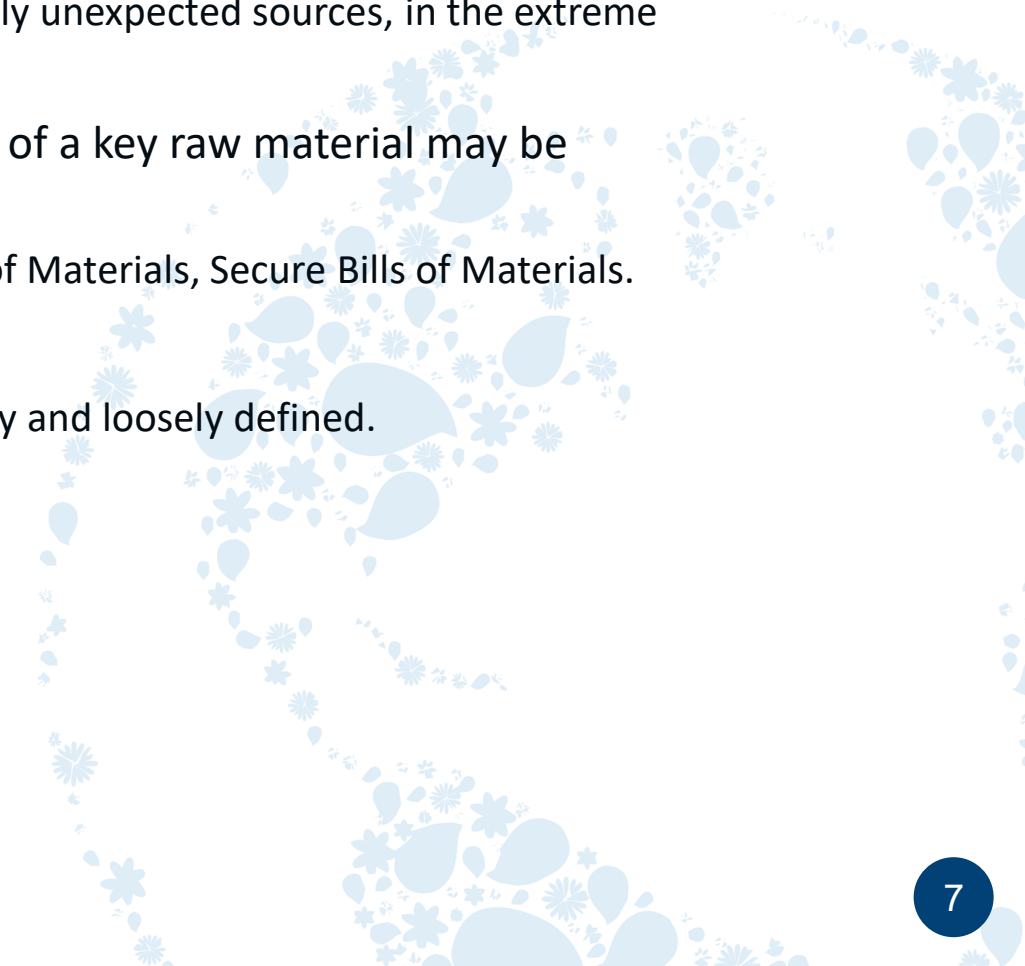 ly unexpected sources, in the extreme
of a key raw material may be
of Materials, Secure Bills of Materials.
y and loosely defined.
7